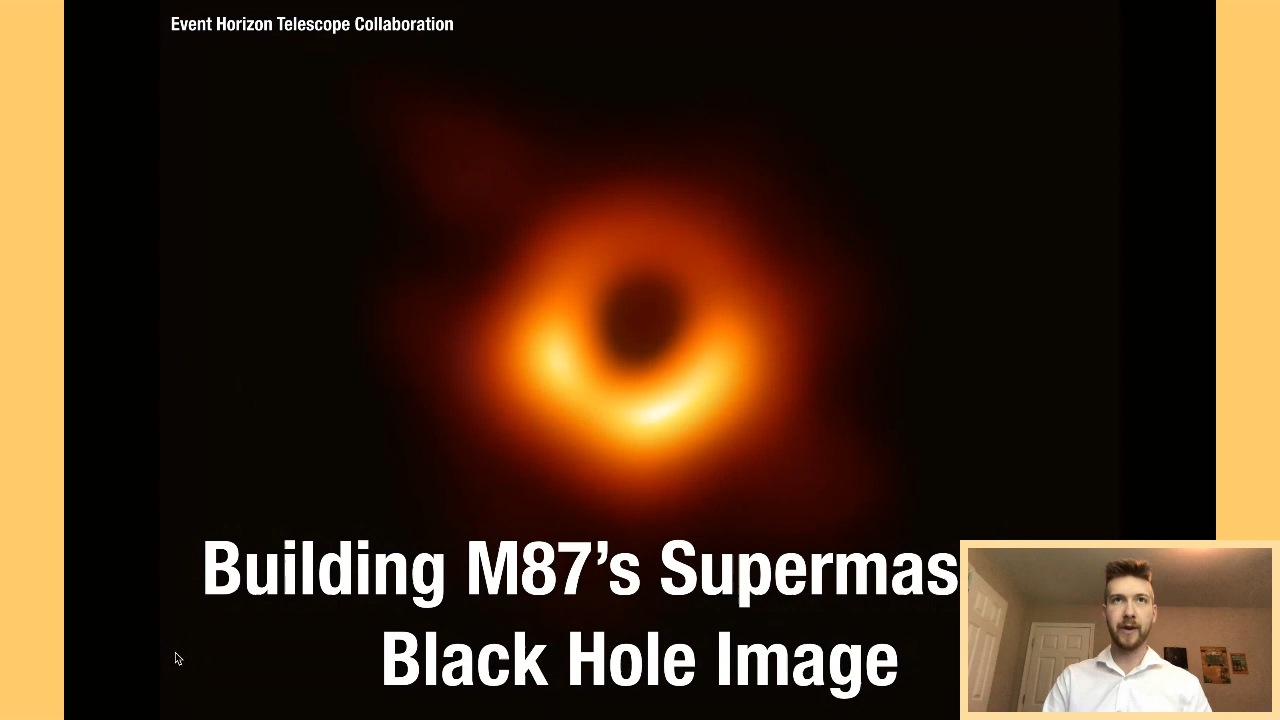 Event Horizon Telescope Collaboration
Building M87’s Supermas
Black Hole Image